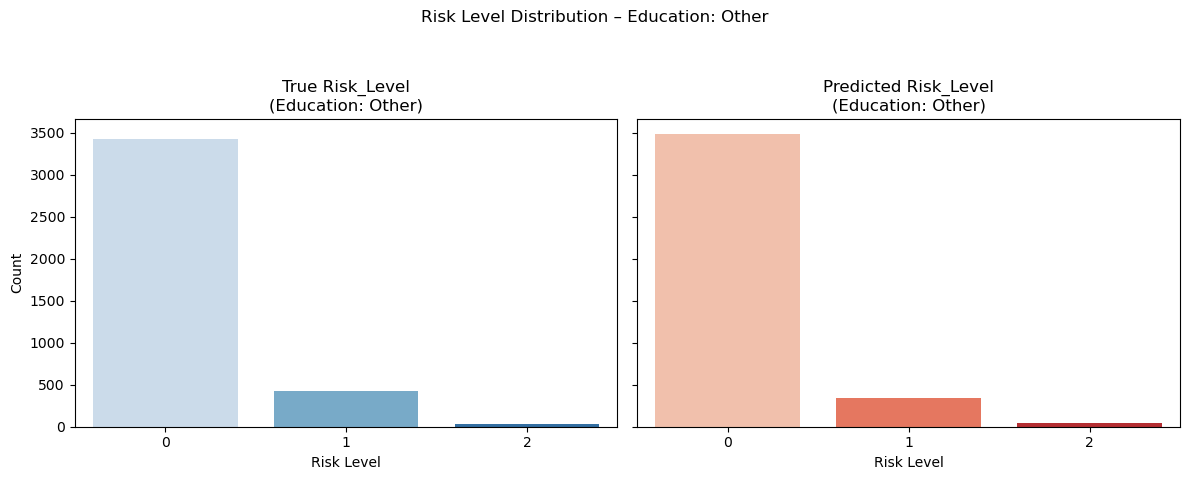 Risk Level Distribution – Education: Other
True Risk_Level
(Education: Other)
3500
3000
2500
2000
1500
1000
500
0
Count
0 1 2
Risk Level
Predicted Risk_Level
(Education: Other)
0 1 2
Risk Level